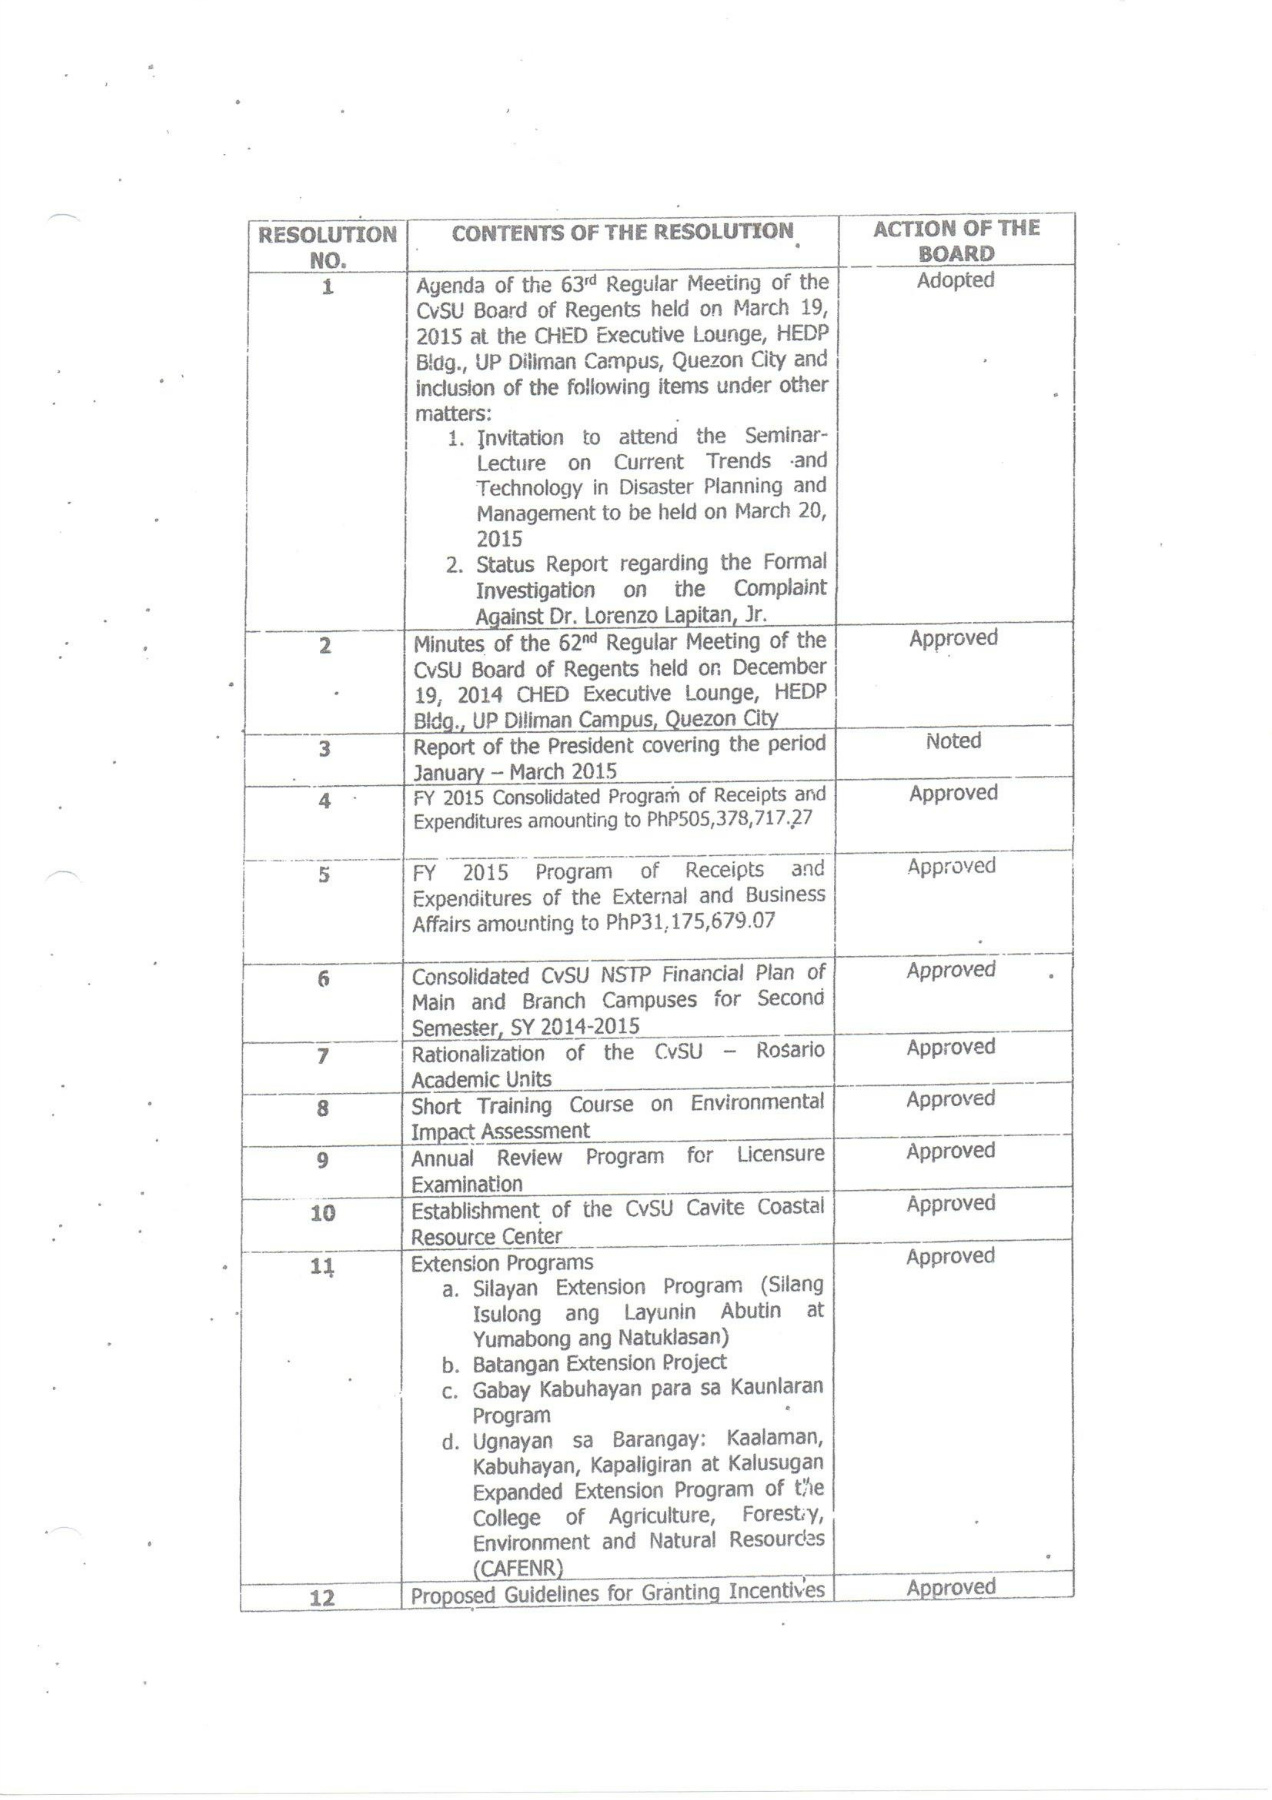 RESOLUTION NO. CONTENTS OF THE RESOLUTION ACTION OF THE BOARD
1 Agenda of the 63rd Regular Meeting of the Adopted
CvSU Board of Regents held on March 19,
2015 at the CHED Executive Lounge, HEDP
Bldg., UP Diliman Campus, Quezon City and
inclusion of the following items under other
matters:
1. Invitation to attend the Seminar-
Lecture on Current Trends and
Technology in Disaster Planning and
Management to be held on March 20,
2015
2. Status Report regarding the Formal
Investigation on the Complaint
Against Dr. Lorenzo Lapitan, Jr.
2 Minutes of the 62nd Regular Meeting of the Approved
CvSU Board of Regents held on December
19, 2014 CHED Executive Lounge, HEDP
Bldg., UP Diliman Campus, Quezon City
3 Report of the President covering the period Noted
January – March 2015
4 FY 2015 Consolidated Program of Receipts and Approved
Expenditures amounting to PhP505,378,717.27
5 FY 2015 Program of Receipts and Approved
Expenditures of the External and Business
Affairs amounting to PhP31,175,679.07
6 Consolidated CvSU NSTP Financial Plan of Approved
Main and Branch Campuses for Second
Semester, SY 2014-2015
7 Rationalization of the CvSU – Rosario Approved
Academic Units
8 Short Training Course on Environmental Approved
Impact Assessment
9 Annual Review Program for Licensure Approved
Examination
10 Establishment of the CvSU Cavite Coastal Approved
Resource Center
11 Extension Programs Approved
a. Silayan Extension Program (Silang
Isulong ang Layunin Abutin at
Yumabong ang Natuklasan)
b. Batangan Extension Project
c. Gabay Kabuhayan para sa Kaunlaran
Program
d. Ugnayan sa Barangay: Kaalaman,
Kabuhayan, Kapaligiran at Kalusugan
Expanded Extension Program of the
College of Agriculture, Forestry,
Environment and Natural Resources
(CAFENR)
12 Proposed Guidelines for Granting Incentives Approved